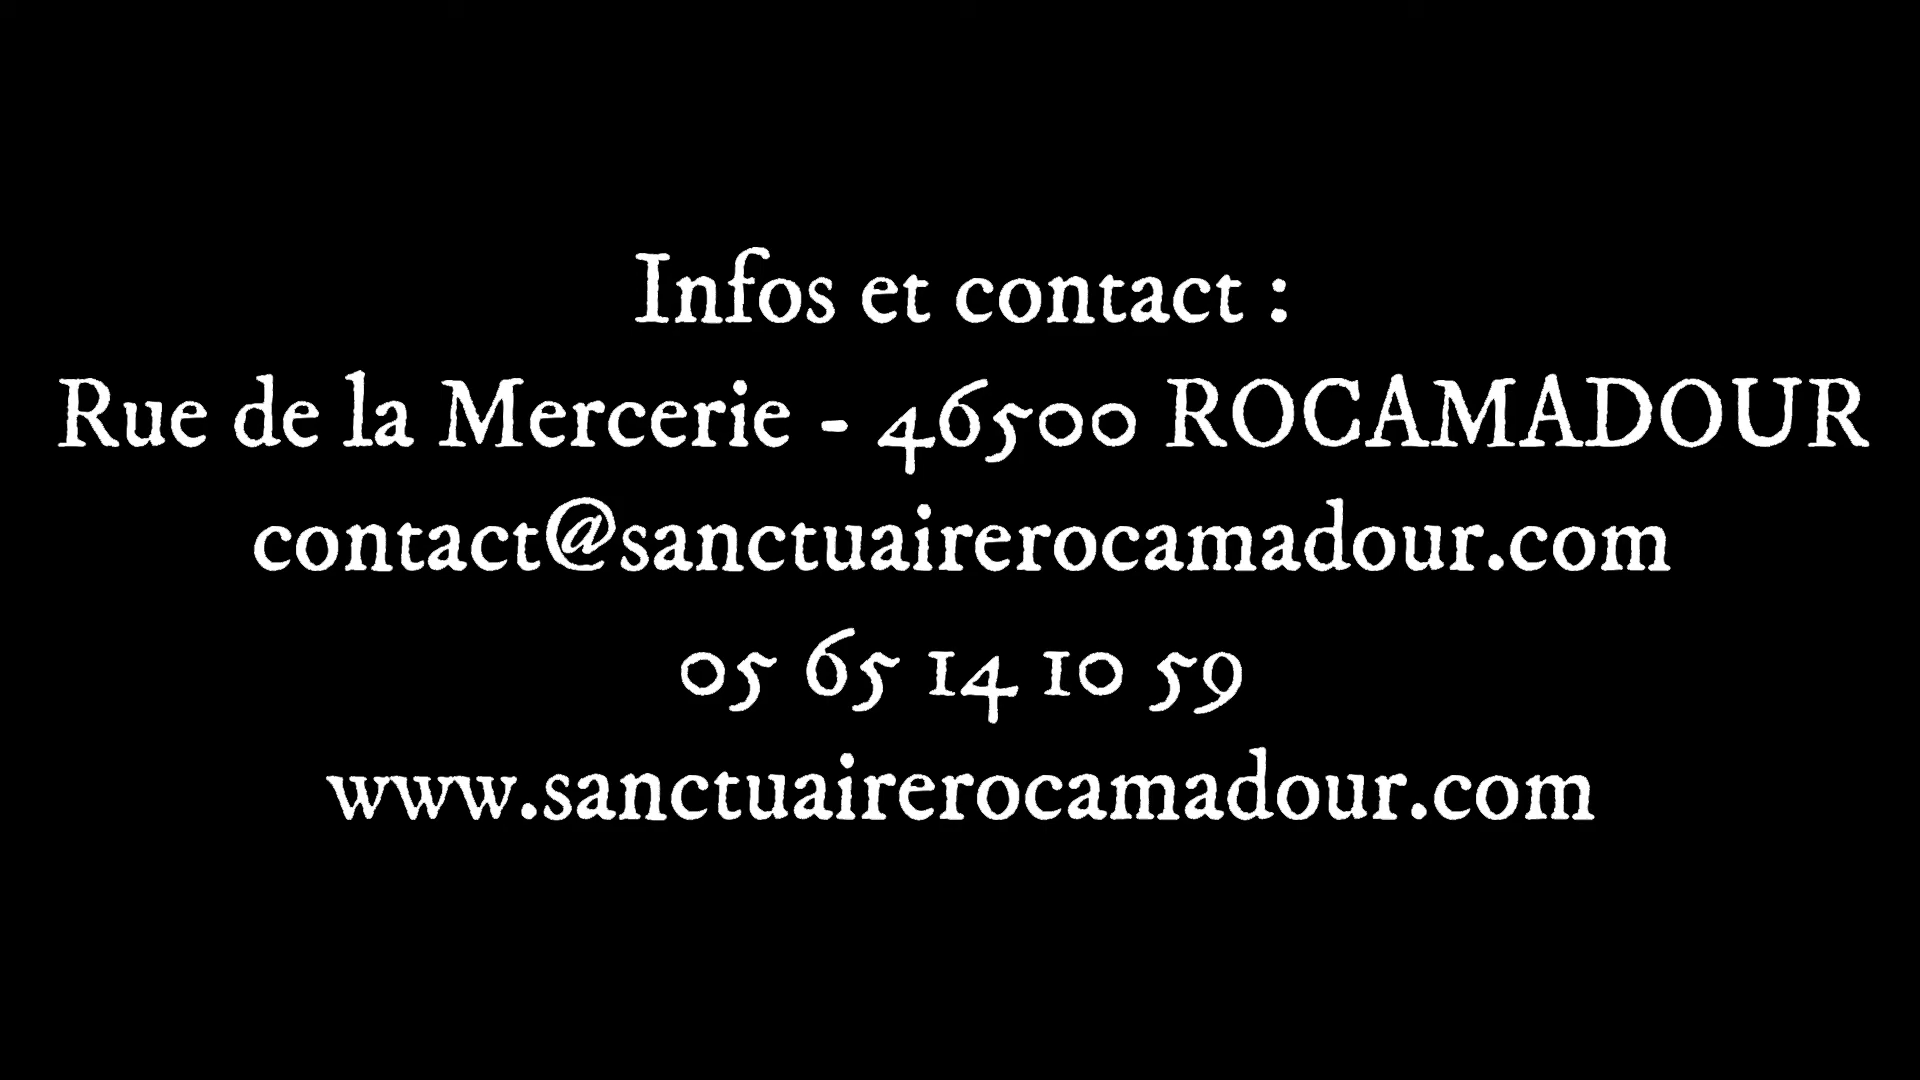 Infos et contact :
Rue de la Mercerie - 46500 ROCAMADOUR
contact@sanctuairerocamadour.com
05 65 14 10 59
www.sanctuairerocamadour.com